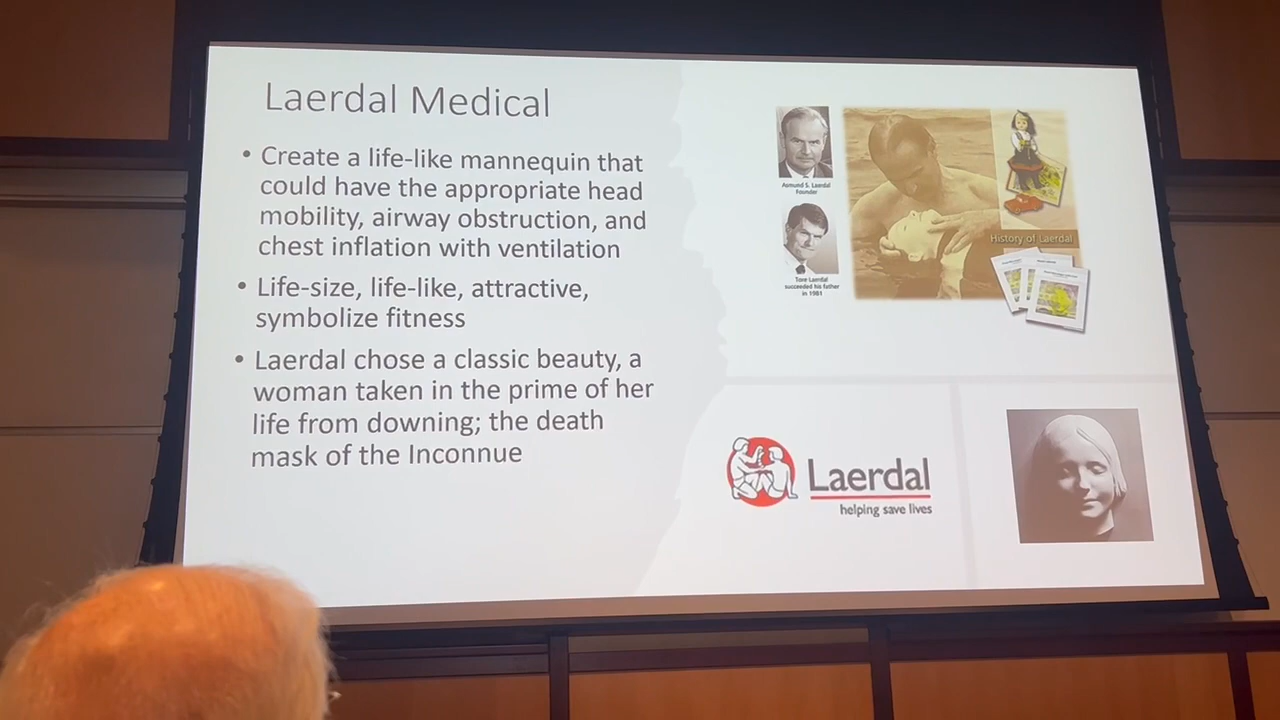 Laerdal Medical
• Create a life-like mannequin that
could have the appropriate head
mobility, airway obstruction, and
chest inflation with ventilation
• Life-size, life-like, attractive,
symbolize fitness
• Laerdal chose a classic beauty, a
woman taken in the prime of her
life from downing; the death
mask of the Inconnue
Asmund S. Laerdal
Founder
Tore Laerdal
succeeded his father
in 1981
History of Laerdal
Laerdal
helping save lives